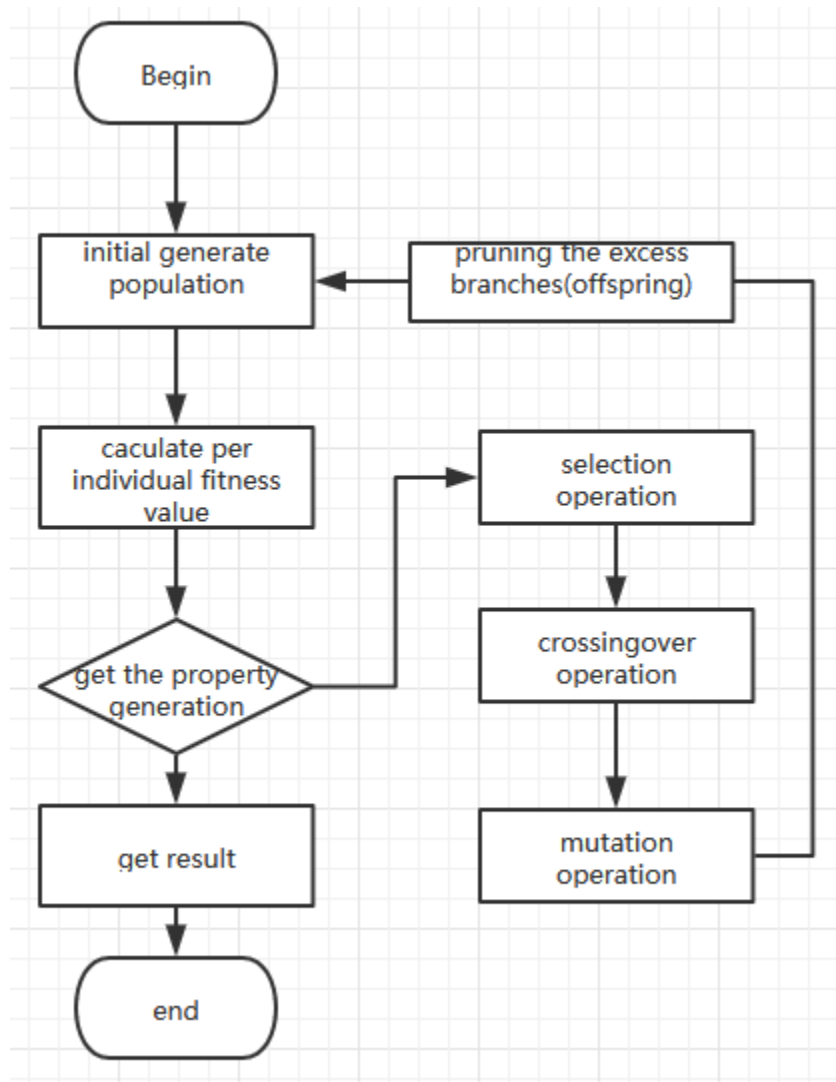 Begin
initial generate
population
pruning the excess
branches(offspring)
caculate per
individual fitness
value
selection
operation
crossingover
operation
get the property
generation
mutation
operation
get result
end